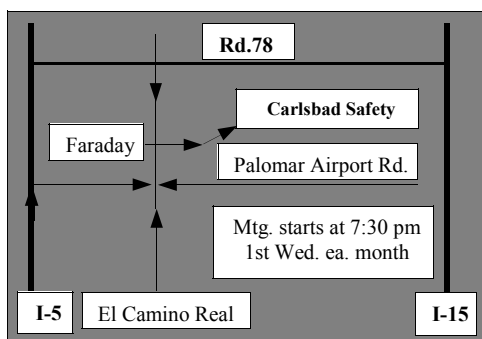 Rd.78
Carlsbad Safety
Faraday
Palomar Airport Rd.
Mtg. starts at 7:30 pm
1st Wed. ea. month
I-5
El Camino Real
I-15